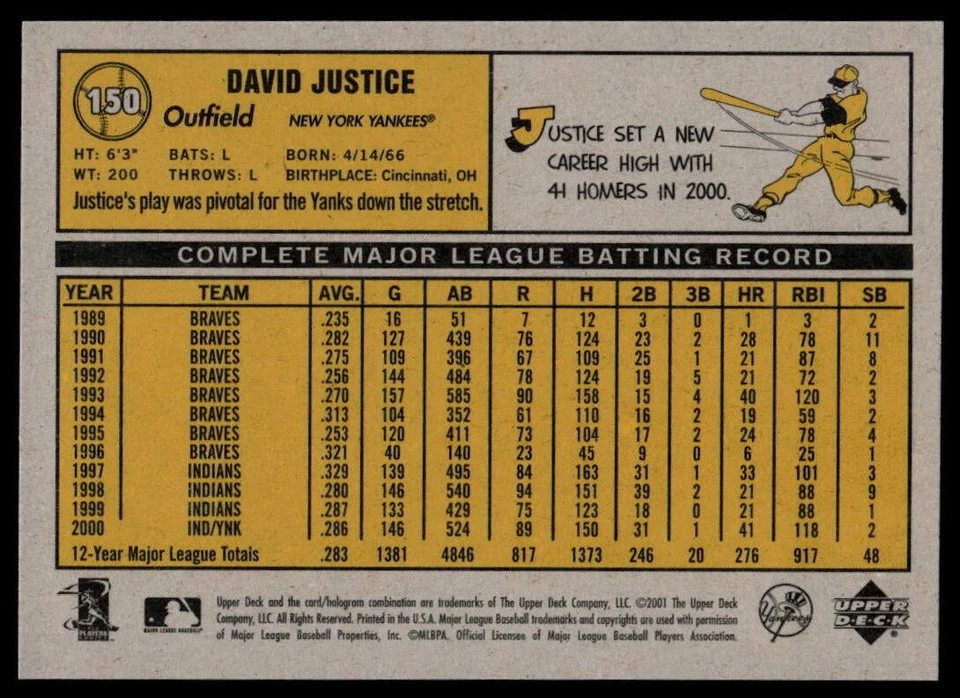 150
DAVID JUSTICE
Outfield NEW YORK YANKEES®
HT: 6'3" BATS: L BORN: 4/14/66
WT: 200 THROWS: L BIRTHPLACE: Cincinnati, OH
Justice's play was pivotal for the Yanks down the stretch.
JUSTICE SET A NEW
CAREER HIGH WITH
41 HOMERS IN 2000.
COMPLETE MAJOR LEAGUE BATTING RECORD
YEAR TEAM AVG. G AB R H 2B 3B HR RBI SB
1989 BRAVES .235 16 51 7 12 3 0 1 3 2
1990 BRAVES .282 127 439 76 124 23 2 28 78 11
1991 BRAVES .275 109 396 67 109 25 1 21 87 8
1992 BRAVES .256 144 484 78 124 19 5 21 72 2
1993 BRAVES .270 157 585 90 158 15 4 40 120 3
1994 BRAVES .313 104 352 61 110 16 2 19 59 2
1995 BRAVES .253 120 411 73 104 17 2 24 78 4
1996 BRAVES .321 40 140 23 45 9 0 6 25 1
1997 INDIANS .329 139 495 84 163 31 1 33 101 3
1998 INDIANS .280 146 540 94 151 39 2 21 88 9
1999 INDIANS .287 133 429 75 123 18 0 21 88 1
2000 IND/YNK .286 146 524 89 150 31 1 41 118 2
12-Year Major League Totals .283 1381 4846 817 1373 246 20 276 917 48
Upper Deck and the card/hologram combination are trademarks of The Upper Deck Company, LLC. ©2001 The Upper Deck
Company, LLC. All Rights Reserved. Printed in the U.S.A. Major League Baseball trademarks and copyrights are used with permission
of Major League Baseball Properties, Inc. ©MLBPA. Official Licensee of Major League Baseball Players Association.
PLAYERS
MAJOR LEAGUE BASEBALL
Yankees
UPPER
DECK